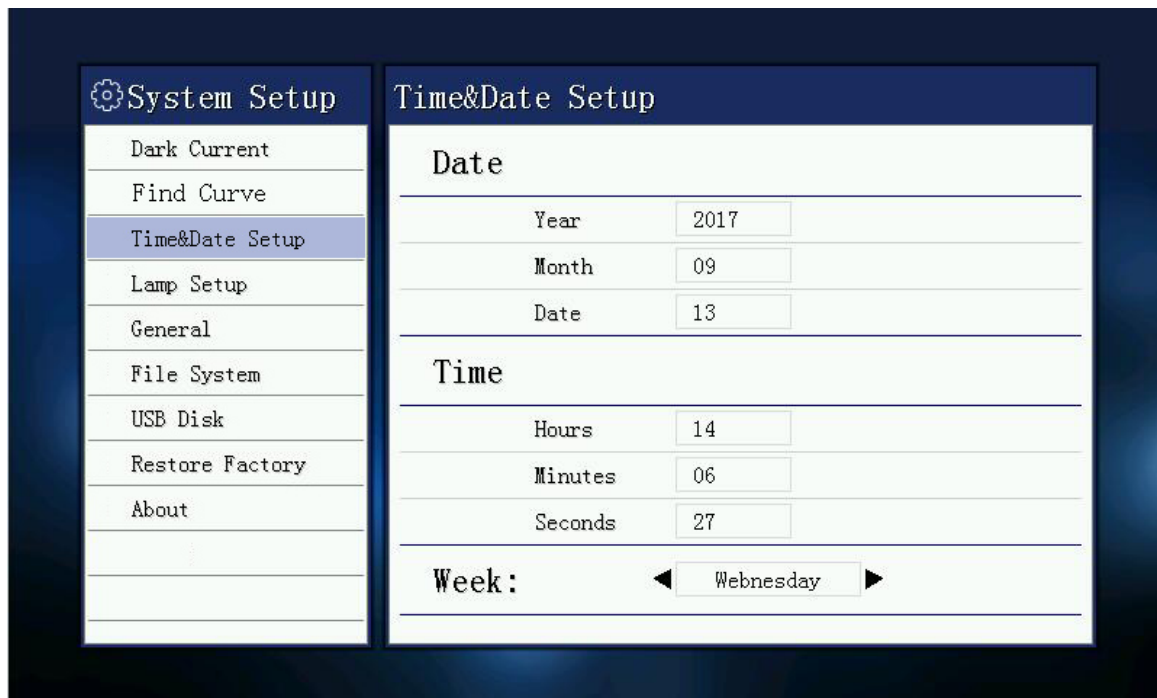 System Setup
Dark Current
Find Curve
Time&Date Setup
Lamp Setup
General
File System
USB Disk
Restore Factory
About
Time&Date Setup
Date
Year 2017
Month 09
Date 13
Time
Hours 14
Minutes 06
Seconds 27
Week: Webnesday